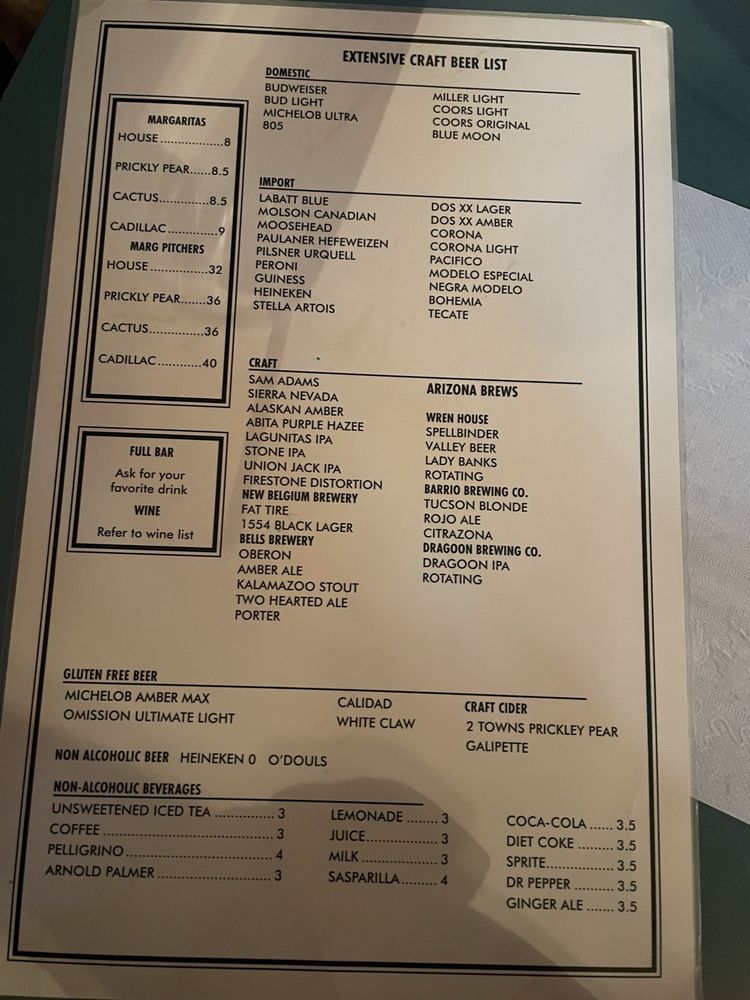 EXTENSIVE CRAFT BEER LIST
DOMESTIC
BUDWEISER
BUD LIGHT
MICHELOB ULTRA
805
MILLER LIGHT
COORS LIGHT
COORS ORIGINAL
BLUE MOON
MARGARITAS
HOUSE...................8
PRICKLY PEAR......8.5
CACTUS...............8.5
CADILLAC...............9
MARG PITCHERS
HOUSE.................32
PRICKLY PEAR.......36
CACTUS................36
CADILLAC............40
IMPORT
LABATT BLUE
MOLSON CANADIAN
MOOSEHEAD
PAULANER HEFEWEIZEN
PILSNER URQUELL
PERONI
GUINESS
HEINEKEN
STELLA ARTOIS
DOS XX LAGER
DOS XX AMBER
CORONA
CORONA LIGHT
PACIFICO
MODELO ESPECIAL
NEGRA MODELO
BOHEMIA
TECATE
FULL BAR
Ask for your
favorite drink
WINE
Refer to wine list
CRAFT
SAM ADAMS
SIERRA NEVADA
ALASKAN AMBER
ABITA PURPLE HAZEE
LAGUNITAS IPA
STONE IPA
UNION JACK IPA
FIRESTONE DISTORTION
NEW BELGIUM BREWERY
FAT TIRE
1554 BLACK LAGER
BELLS BREWERY
OBERON
AMBER ALE
KALAMAZOO STOUT
TWO HEARTED ALE
PORTER
ARIZONA BREWS
WREN HOUSE
SPELLBINDER
VALLEY BEER
LADY BANKS
ROTATING
BARRIO BREWING CO.
TUCSON BLONDE
ROJO ALE
CITRAZONA
DRAGOON BREWING CO.
DRAGOON IPA
ROTATING
GLUTEN FREE BEER
MICHELOB AMBER MAX
OMISSION ULTIMATE LIGHT
CALIDAD
WHITE CLAW
CRAFT CIDER
2 TOWNS PRICKLEY PEAR
GALIPETTE
NON ALCOHOLIC BEER HEINEKEN 0 O'DOULS
NON-ALCOHOLIC BEVERAGES
UNSWEETENED ICED TEA ............... 3
COFFEE ............................................ 3
PELLIGRINO..................................... 4
ARNOLD PALMER............................. 3
LEMONADE ........ 3
JUICE..................3
MILK....................3
SASPARILLA......... 4
COCA-COLA ...... 3.5
DIET COKE ......... 3.5
SPRITE.................3.5
DR PEPPER .......... 3.5
GINGER ALE ....... 3.5